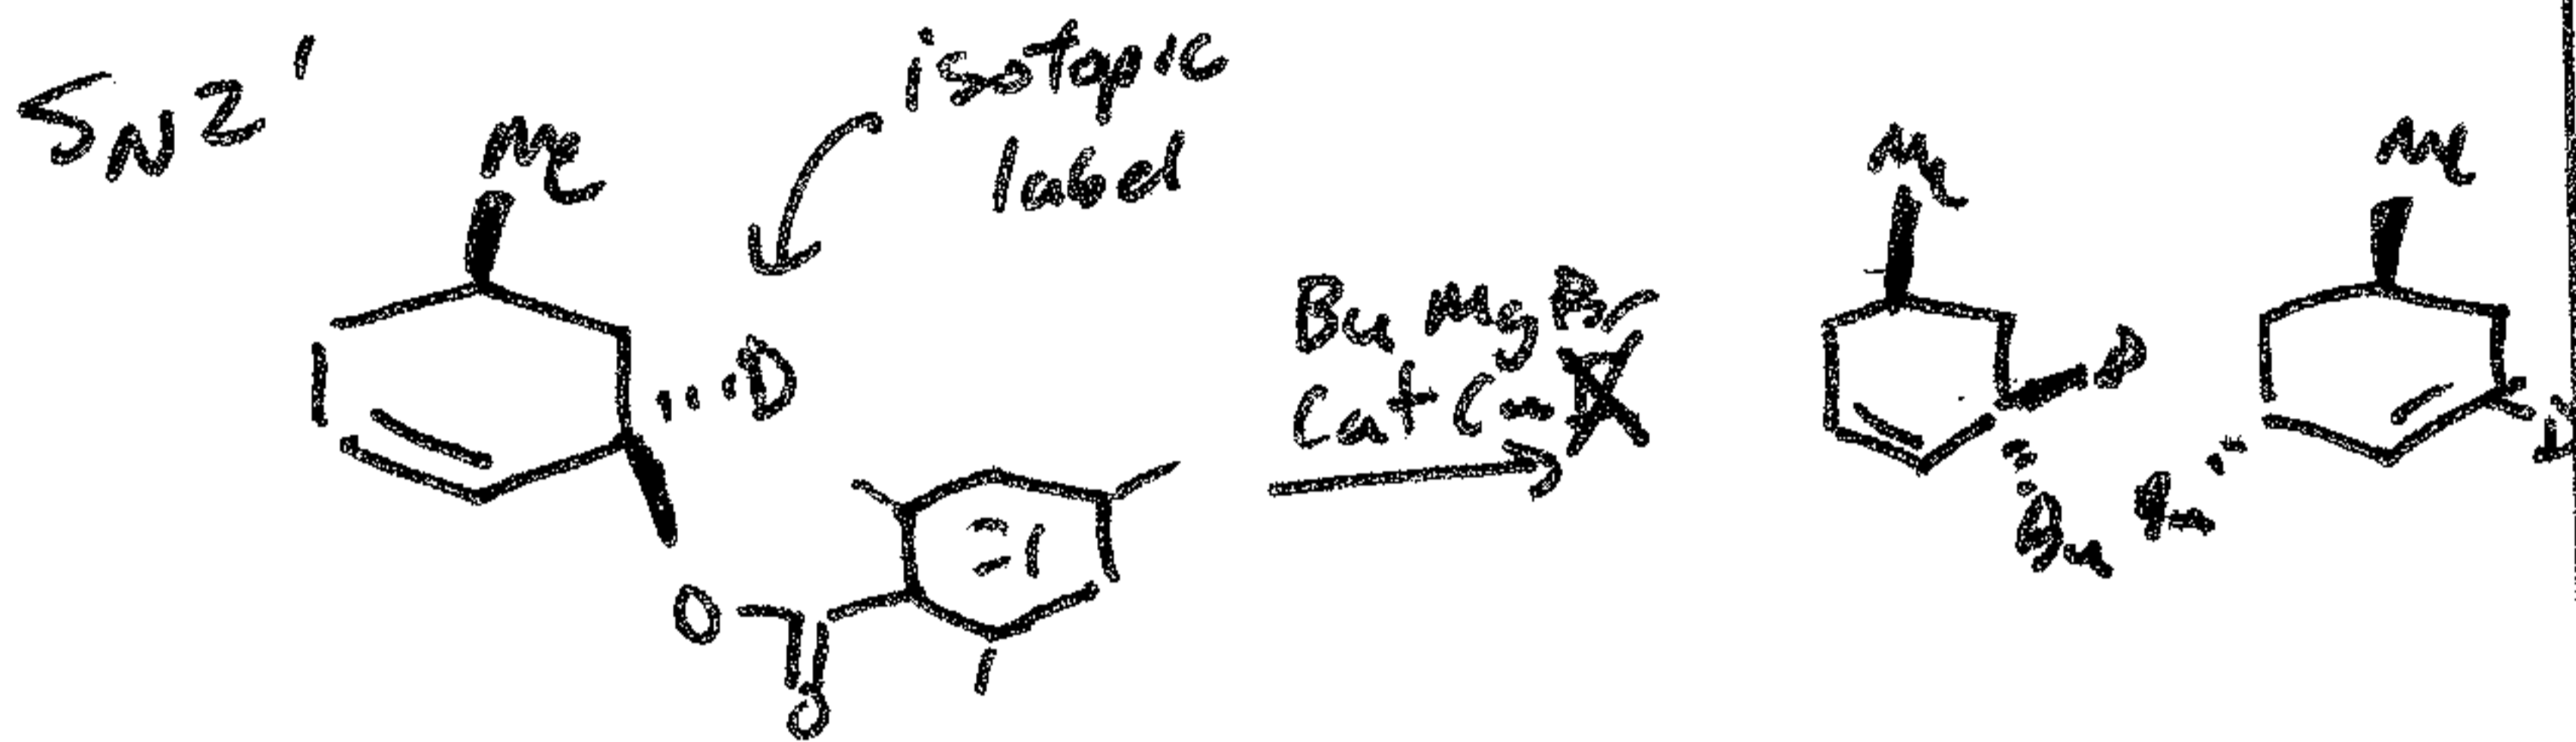 SN2'
isotopic
label
Me
D
O
O
BuMgBr
Cat Cu
Me
D
Bu
Me
Bu
D